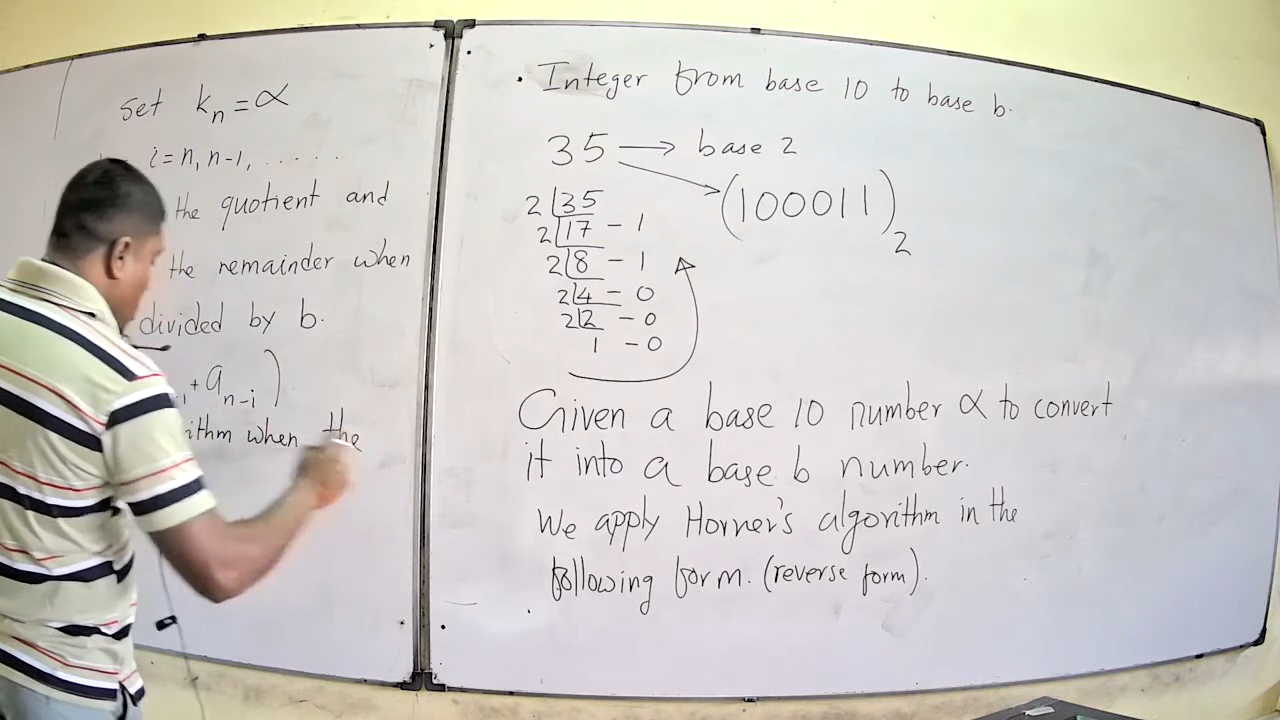 Set kₙ = α
i = n, n-1, .....
the quotient and
the remainder when
divided by b.
+ aₙ₋ᵢ )
ithm when the
• Integer from base 10 to base b.
35 → base 2
(100011)₂
2 |35
2 |17 - 1
2 |8 - 1
2 |4 - 0
2 |2 - 0
1 - 0
Given a base 10 number α to convert
it into a base b number.
We apply Horner's algorithm in the
following form. (reverse form).